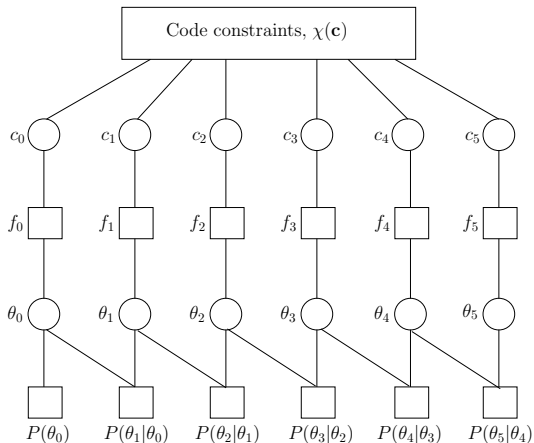 Code constraints, χ(𝐜)
c₀ c₁ c₂ c₃ c₄ c₅
f₀ f₁ f₂ f₃ f₄ f₅
θ₀ θ₁ θ₂ θ₃ θ₄ θ₅
P(θ₀) P(θ₁|θ₀) P(θ₂|θ₁) P(θ₃|θ₂) P(θ₄|θ₃) P(θ₅|θ₄)